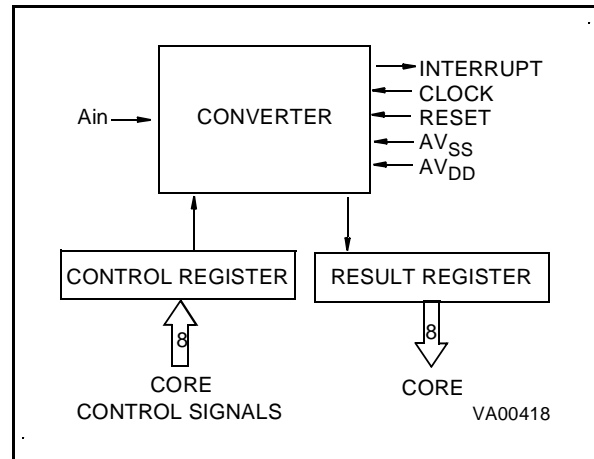 INTERRUPT
CLOCK
Ain
CONVERTER
RESET
AVSS
AVDD
CONTROL REGISTER
RESULT REGISTER
8
8
CORE
CONTROL SIGNALS
CORE
VA00418